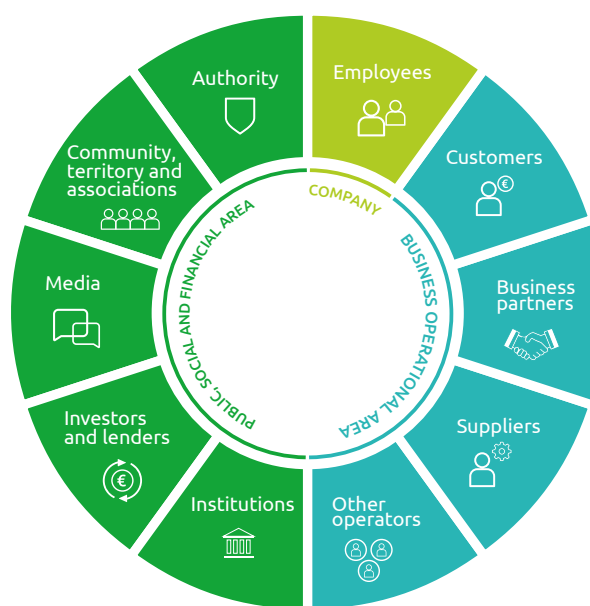 Authority
Employees
Community,
territory and
associations
Customers
Media
Business
partners
Investors
and lenders
Suppliers
Institutions
Other
operators
COMPANY
BUSINESS OPERATIONAL AREA
PUBLIC, SOCIAL AND FINANCIAL AREA
€
€